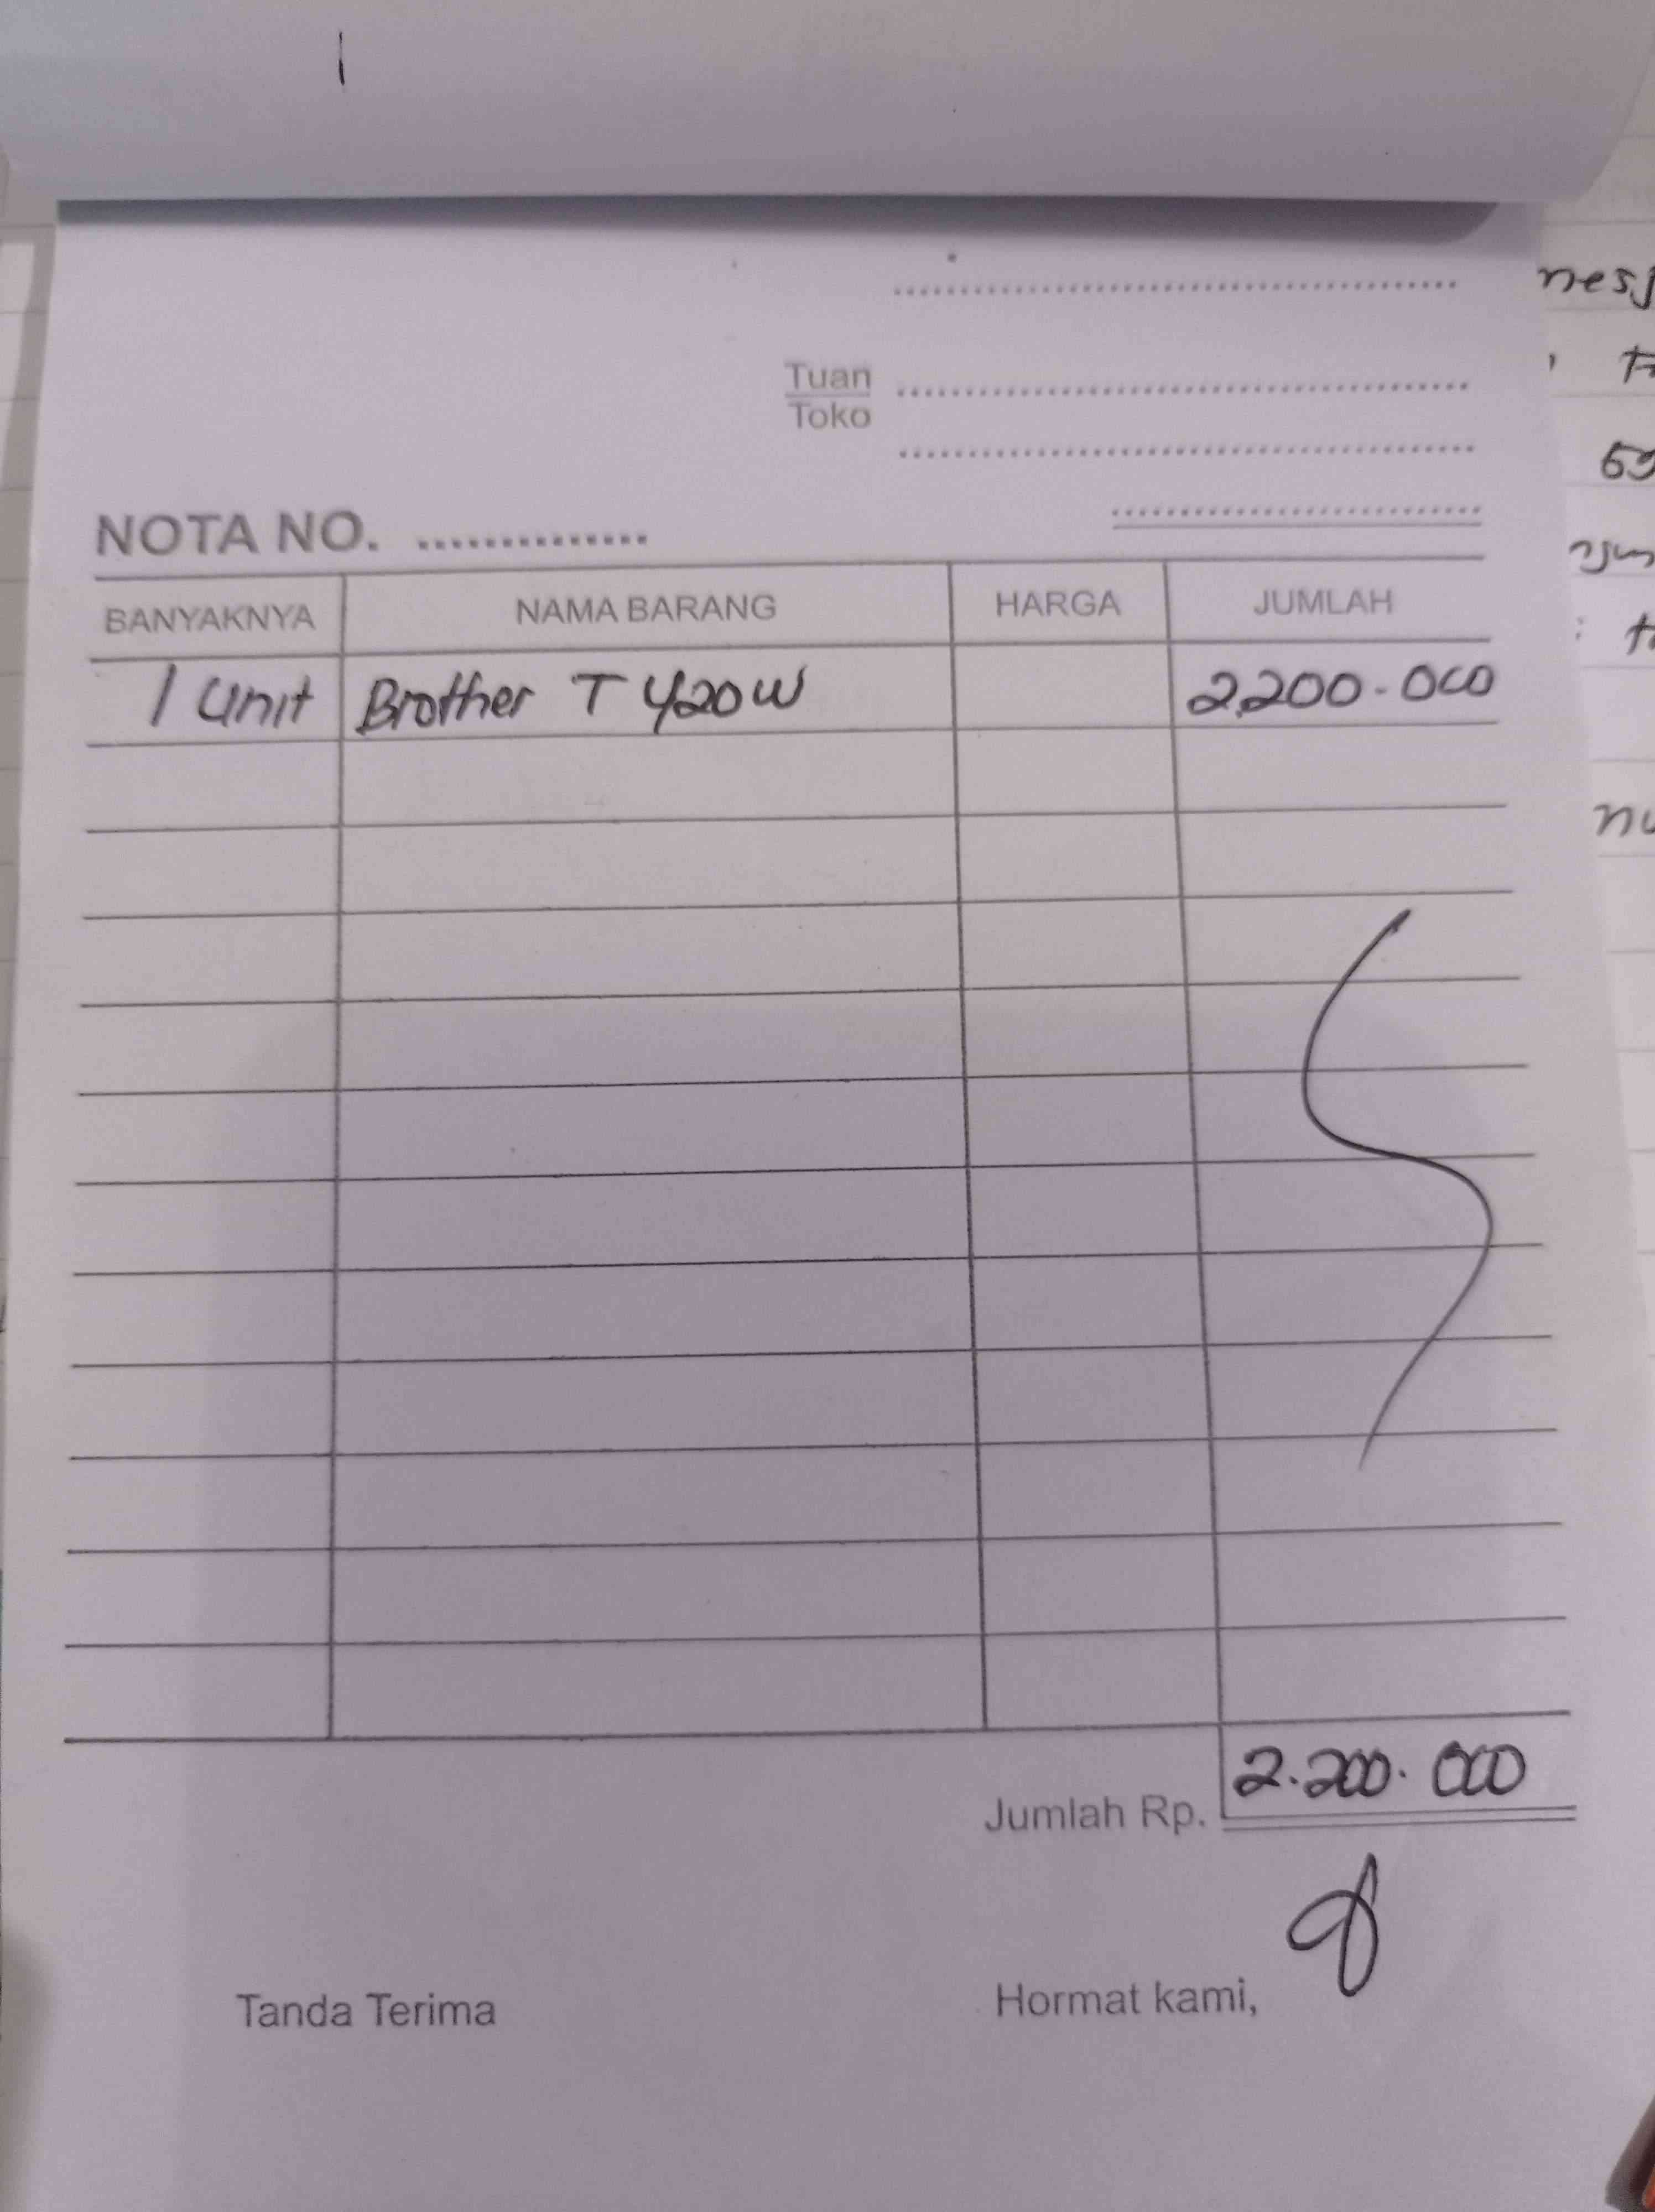 Tuan
Toko
NOTA NO. ..............
BANYAKNYA NAMA BARANG HARGA JUMLAH
1 Unit Brother T 420W 2.200.000
Jumlah Rp. 2.200.000
Tanda Terima Hormat kami,